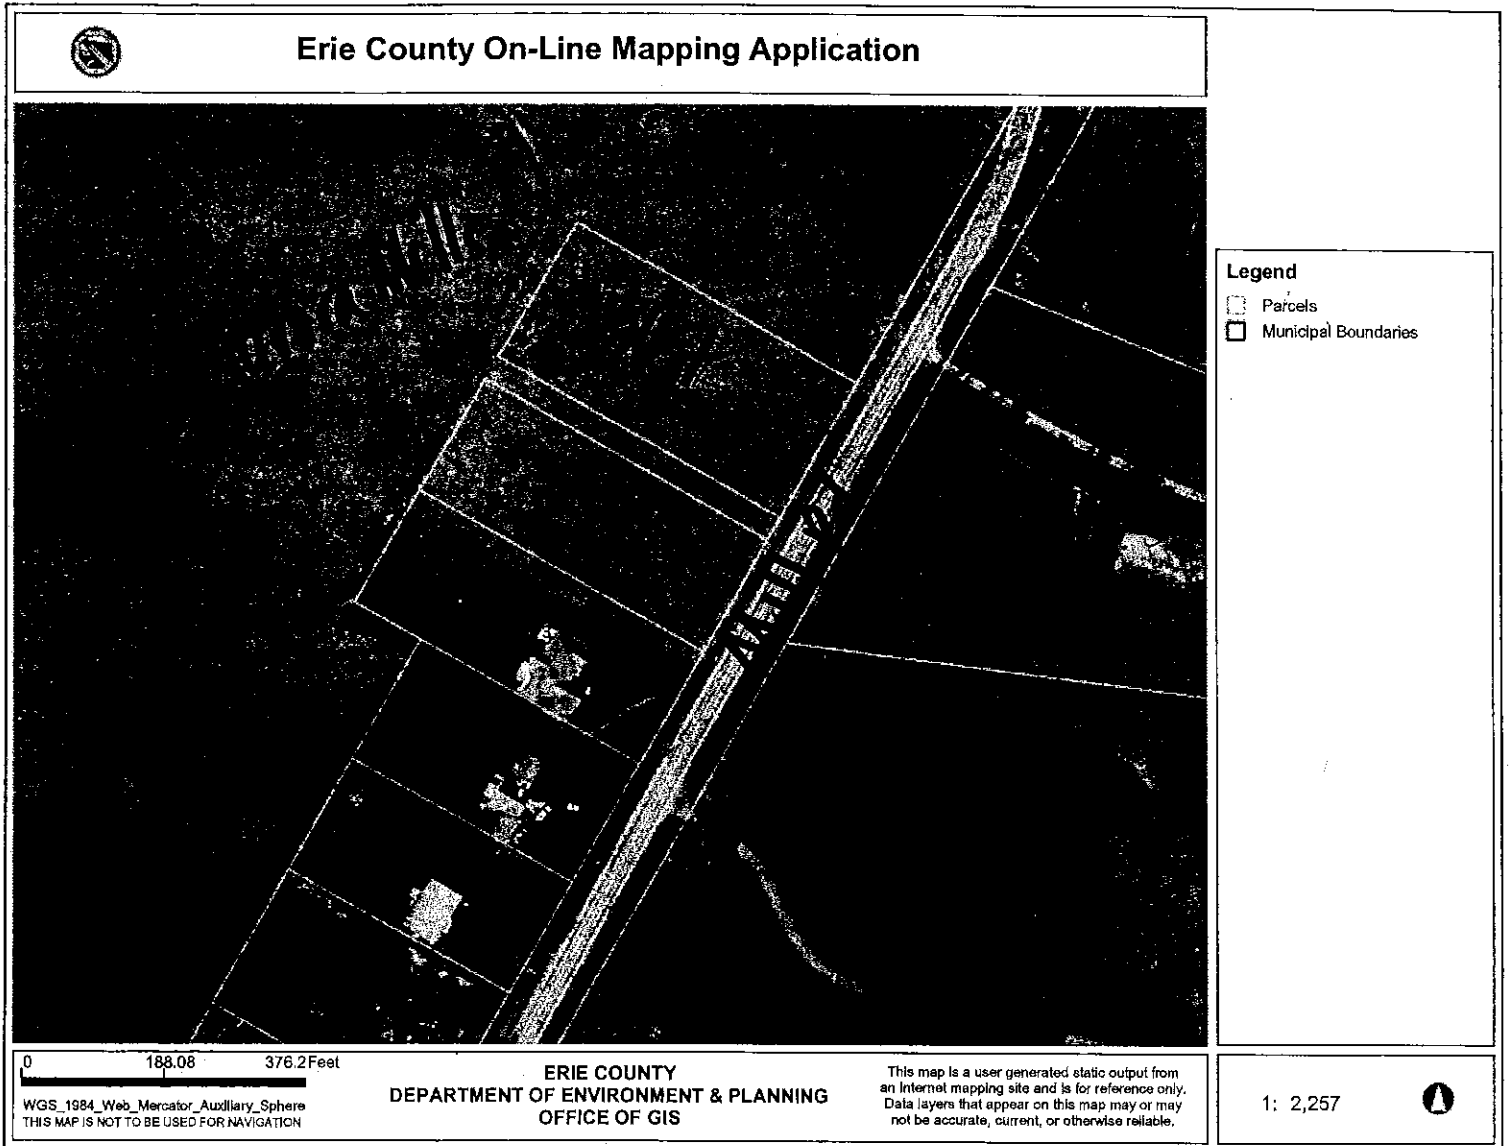 Erie County On-Line Mapping Application
Legend
Parcels
Municipal Boundaries
0 188.08 376.2 Feet
WGS_1984_Web_Mercator_Auxiliary_Sphere
THIS MAP IS NOT TO BE USED FOR NAVIGATION
ERIE COUNTY
DEPARTMENT OF ENVIRONMENT & PLANNING
OFFICE OF GIS
This map is a user generated static output from
an Internet mapping site and is for reference only.
Data layers that appear on this map may or may
not be accurate, current, or otherwise reliable.
1: 2,257